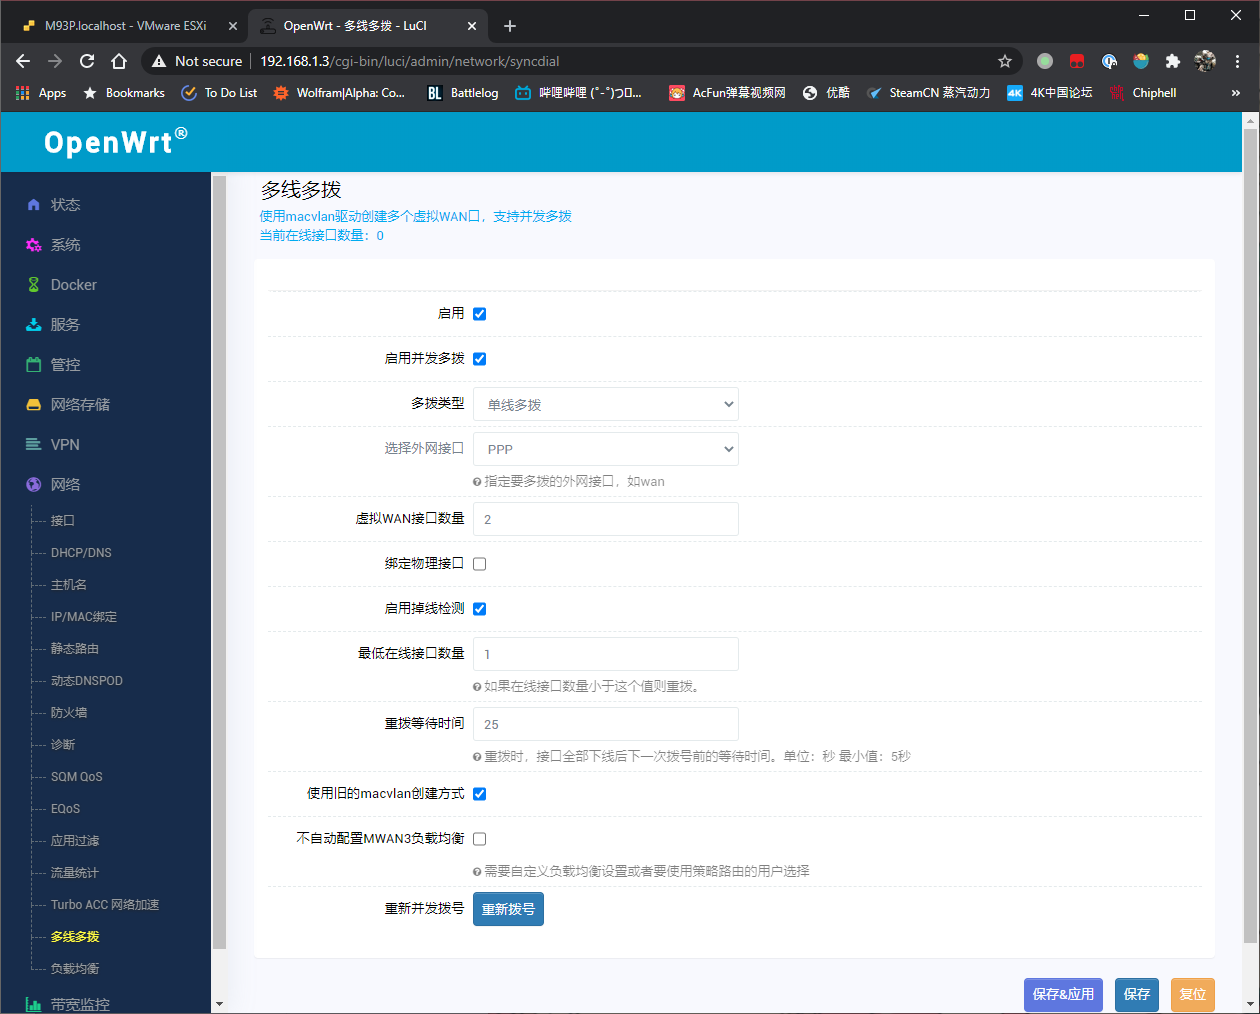 M93P.localhost - VMware ESXi
OpenWrt - 多线多拨 - LuCI
Not secure
192.168.1.3/cgi-bin/luci/admin/network/syncdial
Apps
Bookmarks
To Do List
Wolfram|Alpha: Co...
BL Battlelog
哔哩哔哩
AcFun弹幕视频网
优酷
SteamCN 蒸汽动力
4K 4K中国论坛
Chiphell
»
OpenWrt®
状态
系统
Docker
服务
管控
网络存储
VPN
网络
接口
DHCP/DNS
主机名
IP/MAC绑定
静态路由
动态DNSPOD
防火墙
诊断
SQM QoS
EQoS
应用过滤
流量统计
Turbo ACC 网络加速
多线多拨
负载均衡
带宽监控
多线多拨
使用macvlan驱动创建多个虚拟WAN口，支持并发多拨
当前在线接口数量：0
启用
启用并发多拨
多拨类型 单线多拨
选择外网接口 PPP
指定要多拨的外网接口，如wan
虚拟WAN接口数量 2
绑定物理接口
启用掉线检测
最低在线接口数量 1
如果在线接口数量小于这个值则重拨。
重拨等待时间 25
重拨时，接口全部下线后下一次拨号前的等待时间。单位：秒 最小值：5秒
使用旧的macvlan创建方式
不自动配置MWAN3负载均衡
需要自定义负载均衡设置或者要使用策略路由的用户选择
重新并发拨号 重新拨号
保存&应用 保存 复位